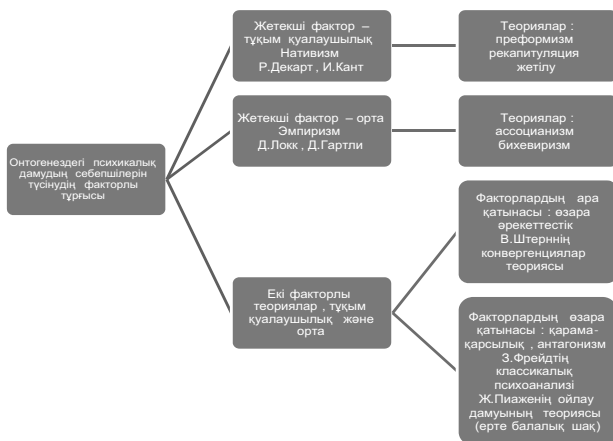 Онтогенездегі психикалық
дамудың себепшілерін
түсінудің факторлы
тұрғысы
Жетекші фактор –
тұқым қуалаушылық
Нативизм
Р.Декарт , И.Кант
Теориялар :
преформизм
рекапитуляция
жетілу
Жетекші фактор – орта
Эмпиризм
Д.Локк , Д.Гартли
Теориялар :
ассоцианизм
бихевиризм
Екі факторлы
теориялар , тұқым
қуалаушылық және
орта
Факторлардың ара
қатынасы : өзара
әрекеттестік
В.Штерннің
конвергенциялар
теориясы
Факторлардың өзара
қатынасы : қарама-
қарсылық , антагонизм
З.Фрейдтің
классикалық
психоанализі
Ж.Пиаженің ойлау
дамуының теориясы
(ерте балалық шақ)